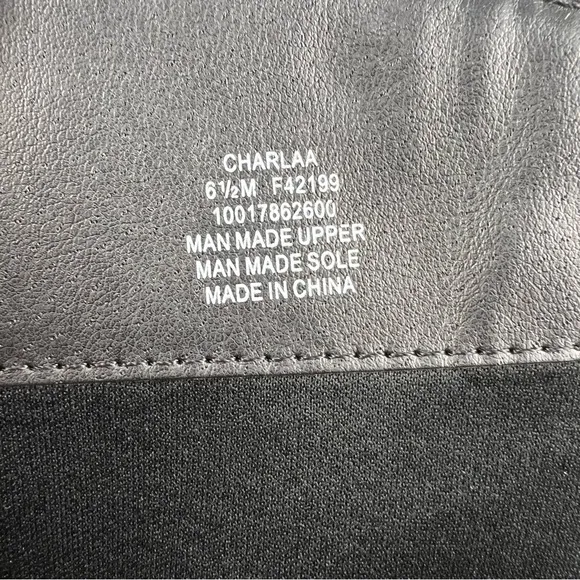 CHARLAA
6½M F42199
10017862600
MAN MADE UPPER
MAN MADE SOLE
MADE IN CHINA